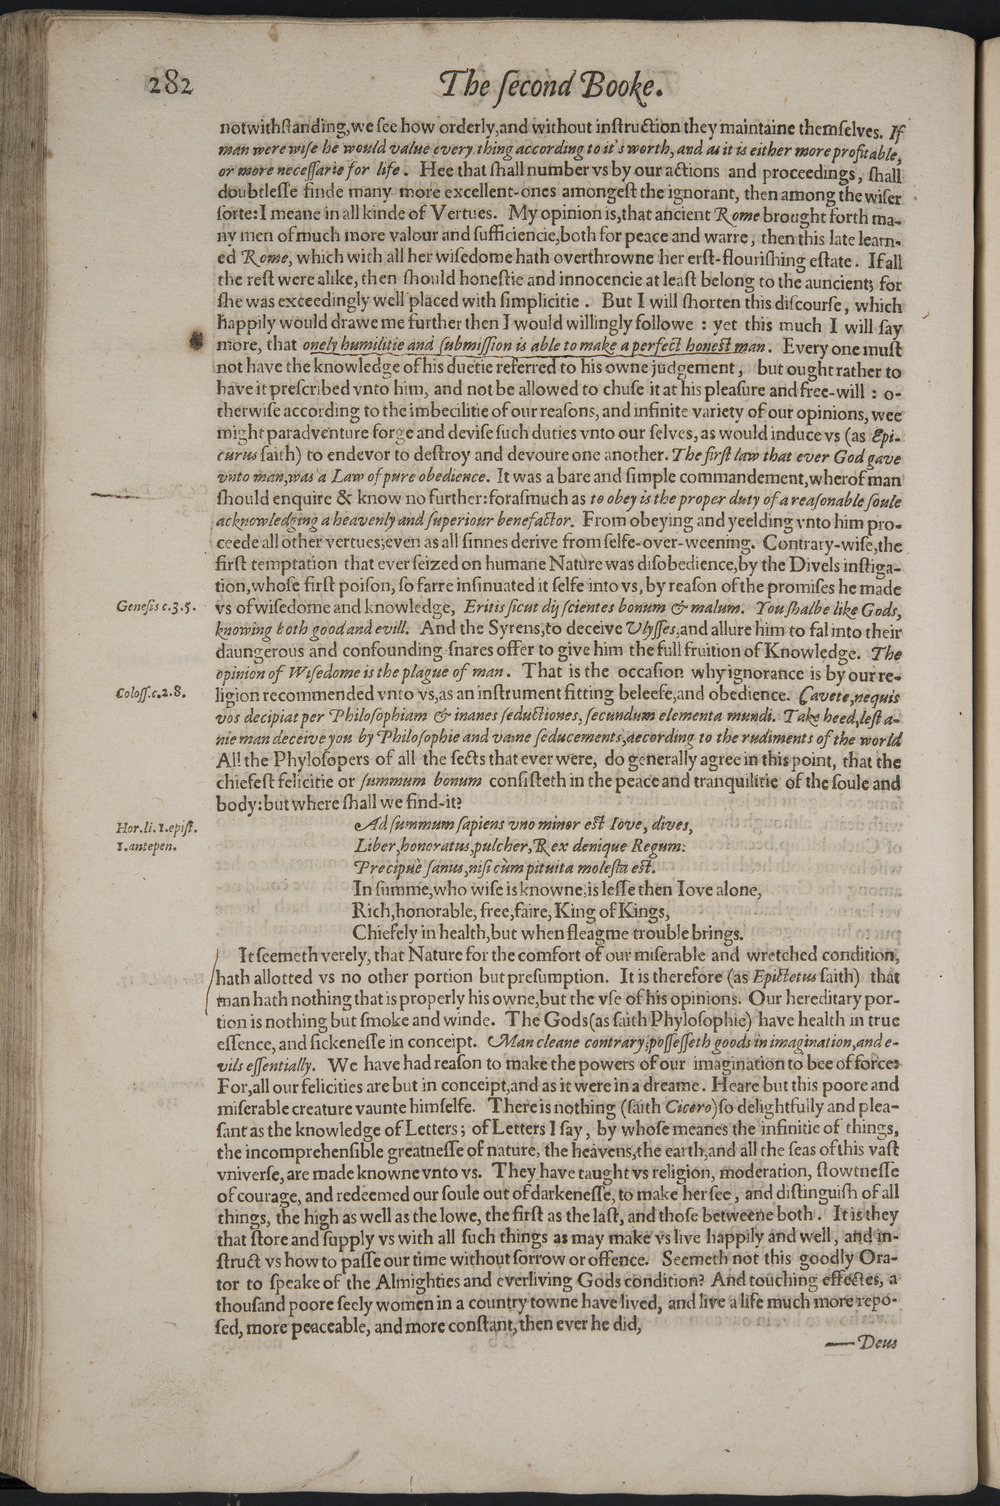 282
The ſecond Booke.
notwithſtanding, we ſee how orderly, and without inſtruction they maintaine themſelves. If
man were wiſe he would value every thing according to it's worth, and as it is either more profitable,
or more neceſſarie for life. Hee that ſhall number vs by our actions and proceedings, ſhall
doubtleſſe finde many more excellent-ones amongeſt the ignorant, then among the wiſer
ſorte: I meane in all kinde of Vertues. My opinion is, that ancient Rome brought forth ma-
ny men of much more valour and ſufficiencie, both for peace and warre, then this late learn-
ed Rome, which with all her wiſedome hath overthrowne her erſt-flouriſhing eſtate. If all
the reſt were alike, then ſhould honeſtie and innocencie at leaſt belong to the auncient; for
ſhe was exceedingly well placed with ſimplicitie. But I will ſhorten this diſcourſe, which
happily would drawe me further then I would willingly followe : yet this much I will ſay
more, that onely humilitie and ſubmiſſion is able to make a perfect honest man. Every one muſt
not have the knowledge of his duetie referred to his owne judgement, but ought rather to
have it preſcribed vnto him, and not be allowed to chuſe it at his pleaſure and free-will : o-
therwiſe according to the imbecilitie of our reaſons, and infinite variety of our opinions, wee
might paradventure forge and deviſe ſuch duties vnto our ſelves, as would induce vs (as Epi-
curus ſaith) to endevor to deſtroy and devoure one another. The firſt law that ever God gave
vnto man, was a Law of pure obedience. It was a bare and ſimple commandement, wherof man
ſhould enquire & know no further: foraſmuch as to obey is the proper duty of a reaſonable ſoule
acknowledging a heavenly and ſuperiour benefactor. From obeying and yeelding vnto him pro-
ceede all other vertues; even as all ſinnes derive from ſelfe-over-weening. Contrary-wiſe, the
firſt temptation that ever ſeized on humane Nature was diſobedience, by the Divels inſtiga-
tion, whoſe firſt poiſon, ſo farre inſinuated it ſelfe into vs, by reaſon of the promiſes he made
Geneſis c.3.5.
vs of wiſedome and knowledge, Eritis ſicut dij ſcientes bonum & malum. You ſhalbe like Gods,
knowing both good and evill. And the Syrens, to deceive Vlyſſes, and allure him to fal into their
daungerous and confounding ſnares offer to give him the full fruition of Knowledge. The
opinion of Wiſedome is the plague of man. That is the occaſion why ignorance is by our re-
Coloſſ.c.2.8.
ligion recommended vnto vs, as an inſtrument fitting beleefe, and obedience. Cavete, nequis
vos decipiat per Philoſophiam & inanes ſeductiones, ſecundum elementa mundi. Take heed, leſt a-
nie man deceive you by Philoſophie and vaine ſeducements, according to the rudiments of the world
All the Phyloſopers of all the ſects that ever were, do generally agree in this point, that the
chiefeſt felicitie or ſummum bonum conſiſteth in the peace and tranquilitie of the ſoule and
body: but where ſhall we find-it?
Hor. li. 1. epiſt.
1. antepen.
Ad ſummum ſapiens vno minor est Iove, dives,
Liber, honoratus, pulcher, Rex denique Regum:
Precipuè ſanus, niſi cùm pituita moleſta est.
In ſumme, who wiſe is knowne, is leſſe then Iove alone,
Rich, honorable, free, faire, King of Kings,
Chiefely in health, but when fleagme trouble brings.
It ſeemeth verely, that Nature for the comfort of our miſerable and wretched condition,
hath allotted vs no other portion but preſumption. It is therefore (as Epictetus ſaith) that
man hath nothing that is properly his owne, but the vſe of his opinions. Our hereditary por-
tion is nothing but ſmoke and winde. The Gods (as ſaith Phyloſophie) have health in true
eſſence, and ſickeneſſe in conceipt. Man cleane contrary, poſſeſſeth goods in imagination, and e-
vils eſſentially. We have had reaſon to make the powers of our imagination to bee of force:
For, all our felicities are but in conceipt, and as it were in a dreame. Heare but this poore and
miſerable creature vaunte himſelfe. There is nothing (ſaith Cicero) ſo delightfully and plea-
ſant as the knowledge of Letters; of Letters I ſay, by whoſe meanes the infinitie of things,
the incomprehenſible greatneſſe of nature, the heavens, the earth, and all the ſeas of this vaſt
vniverſe, are made knowne vnto vs. They have taught vs religion, moderation, ſtowtneſſe
of courage, and redeemed our ſoule out of darkeneſſe, to make her ſee, and diſtinguiſh of all
things, the high as well as the lowe, the firſt as the laſt, and thoſe betweene both. It is they
that ſtore and ſupply vs with all ſuch things as may make vs live happily and well, and in-
ſtruct vs how to paſſe our time without ſorrow or offence. Seemeth not this goodly Ora-
tor to ſpeake of the Almighties and everliving Gods condition? And touching effectes, a
thouſand poore ſeely women in a country towne have lived, and live a life much more repo-
ſed, more peaceable, and more conſtant, then ever he did,
— Deus